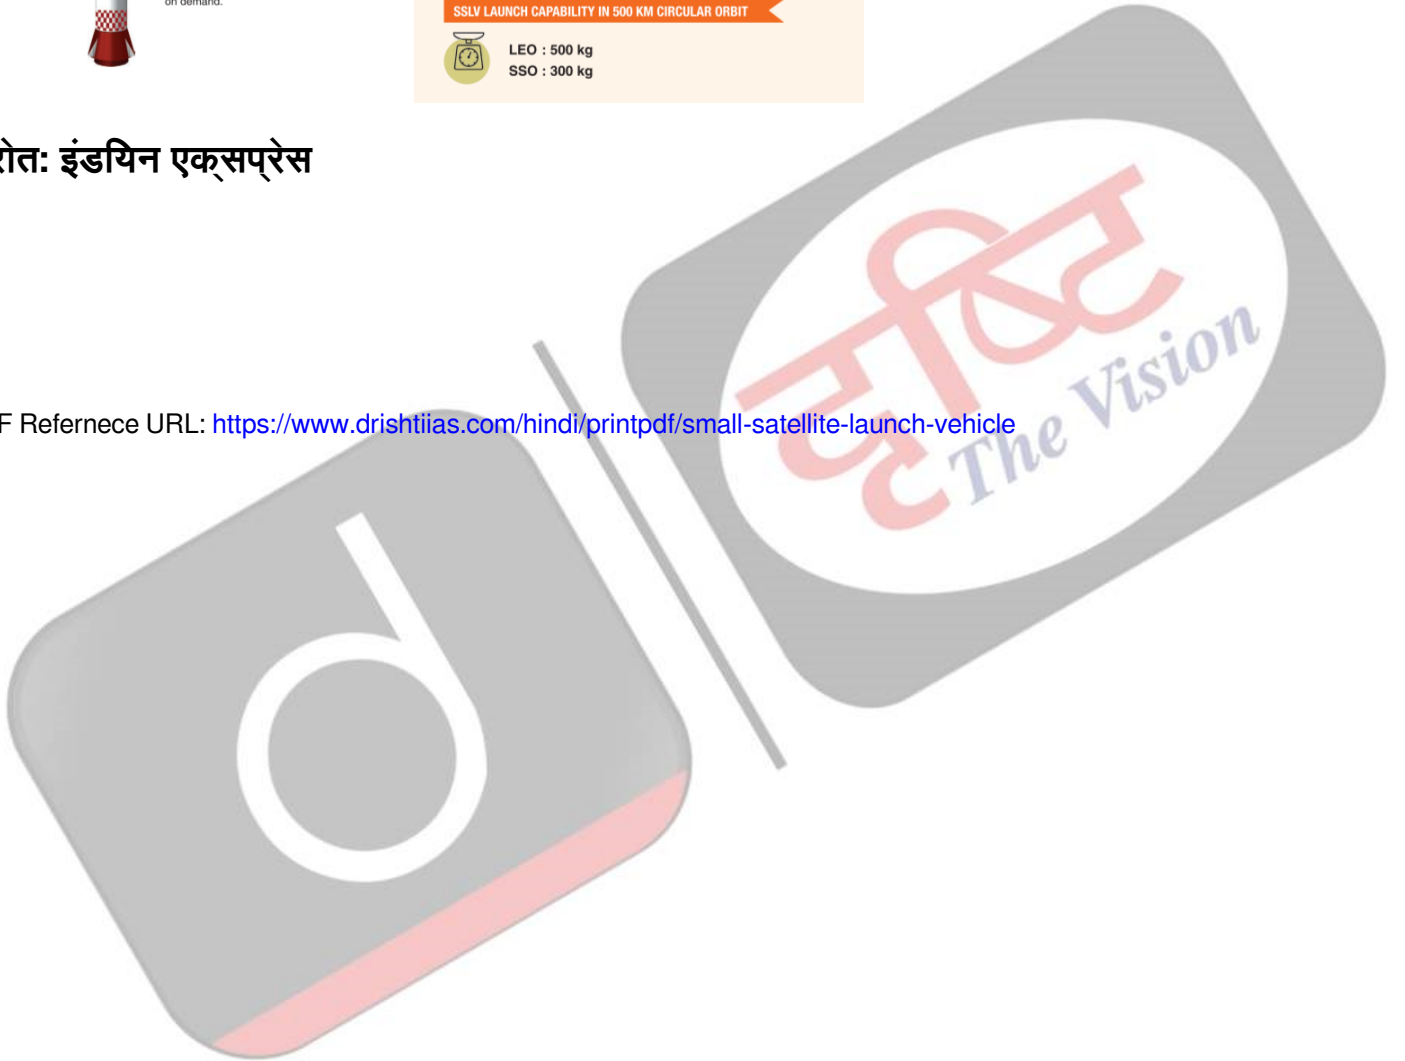 on demand.
SSLV LAUNCH CAPABILITY IN 500 KM CIRCULAR ORBIT
LEO : 500 kg
SSO : 300 kg
रोत: इंडियन एक्सप्रेस
F Refernece URL: https://www.drishtiias.com/hindi/printpdf/small-satellite-launch-vehicle
दृष्टि
The Vision
d